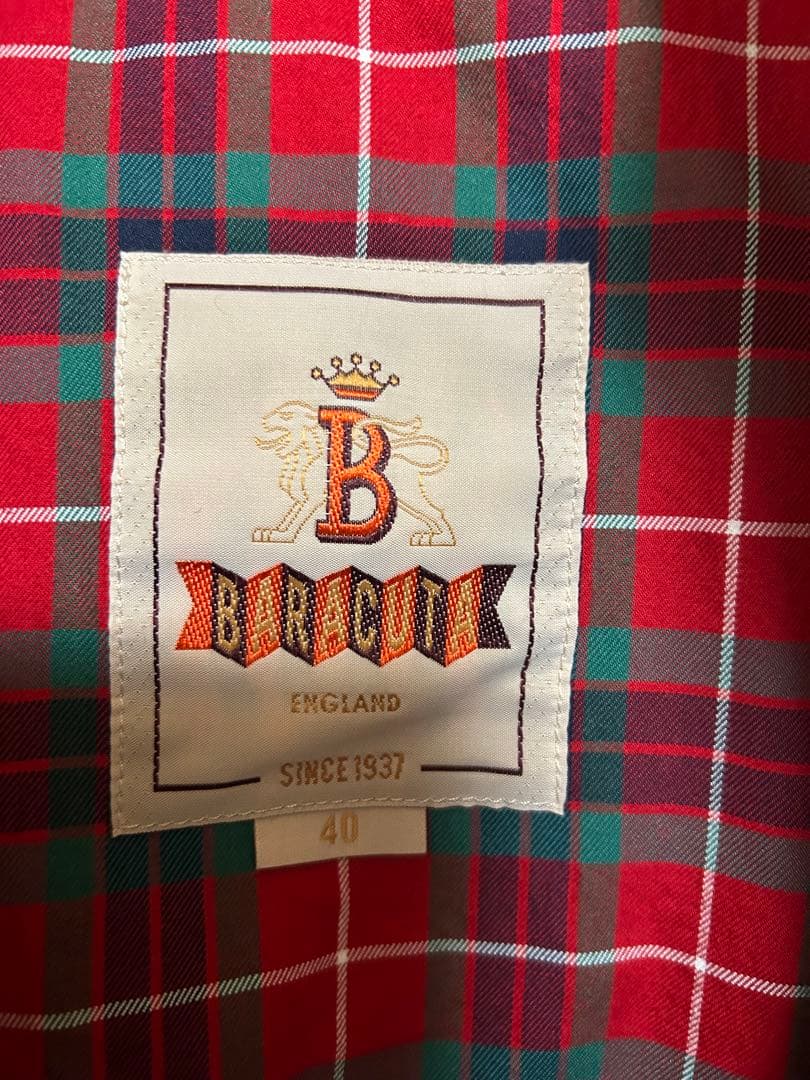 B
BARACUTA
ENGLAND
SINCE 1937
40